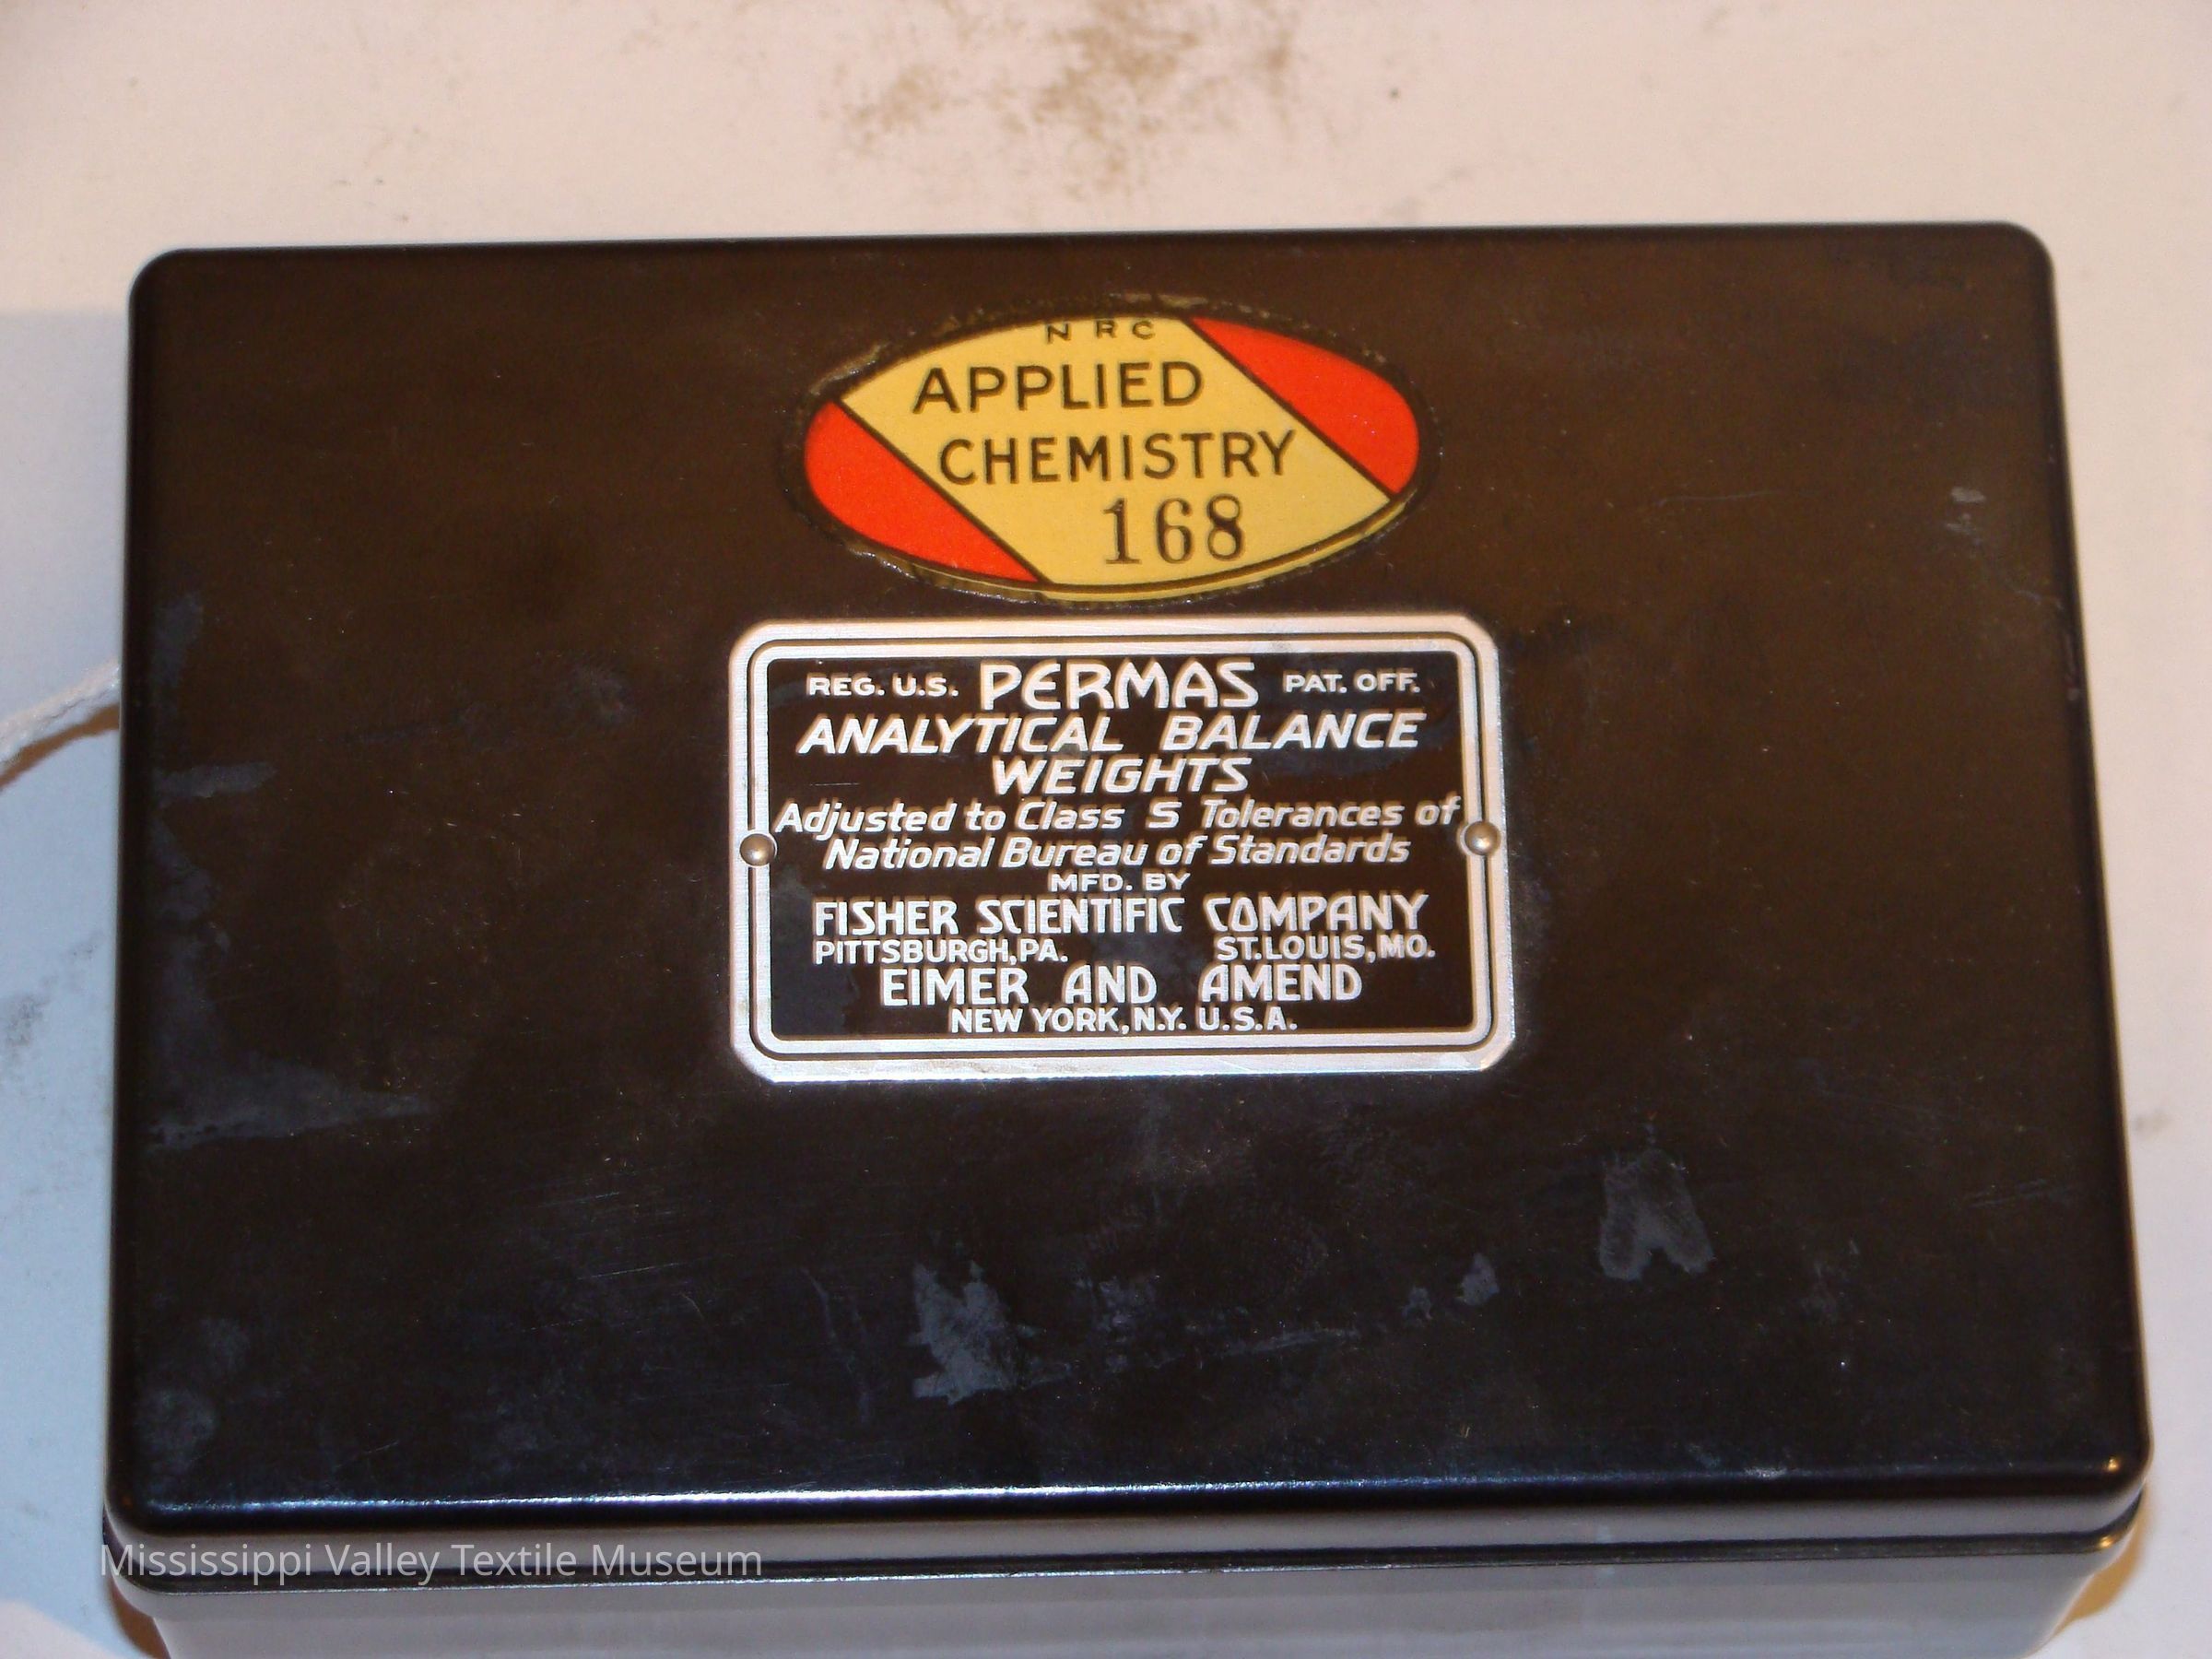 N R C
APPLIED
CHEMISTRY
168
REG. U.S. PERMAS PAT. OFF.
ANALYTICAL BALANCE
WEIGHTS
Adjusted to Class S Tolerances of
National Bureau of Standards
MFD. BY
FISHER SCIENTIFIC COMPANY
PITTSBURGH, PA. ST. LOUIS, MO.
EIMER AND AMEND
NEW YORK, N.Y. U.S.A.
Mississippi Valley Textile Museum